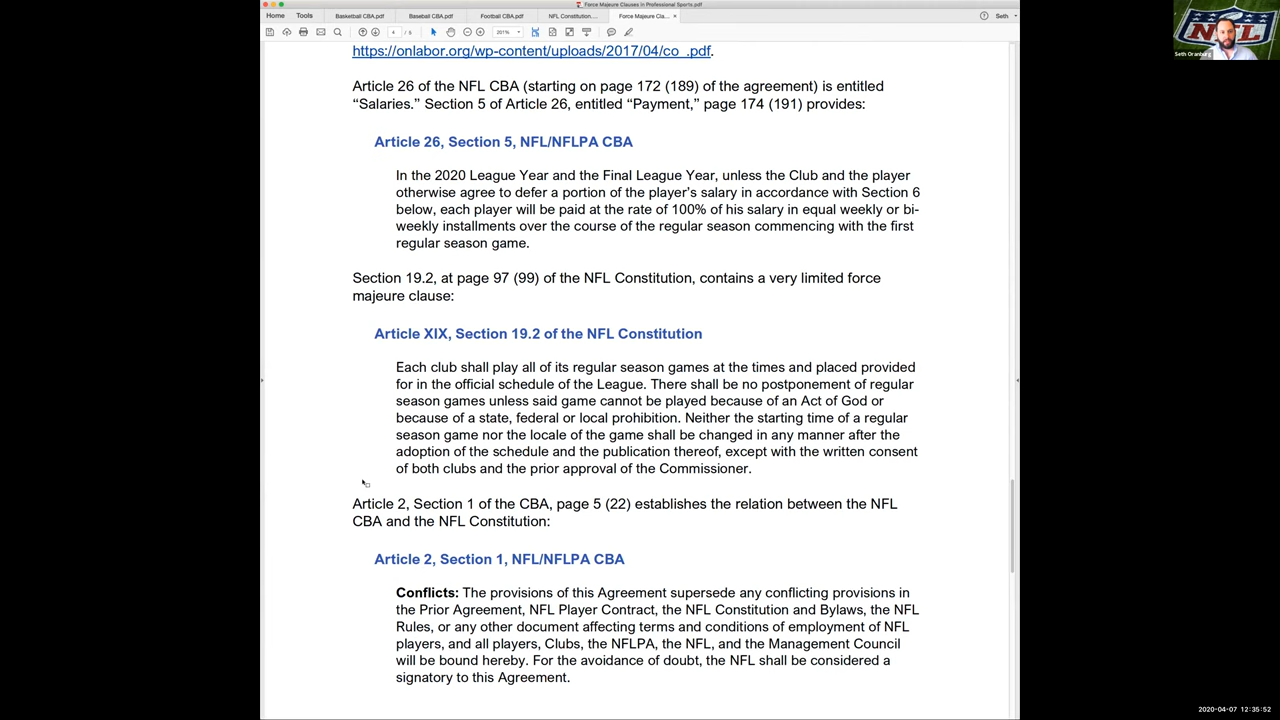 Force Majeure Clauses in Professional Sports.pdf
Home Tools Basketball CBA.pdf Baseball CBA.pdf Football CBA.pdf NFL Constitution.... Force Majeure Cla... × Seth
4 / 5 201%
https://onlabor.org/wp-content/uploads/2017/04/co_.pdf.
Article 26 of the NFL CBA (starting on page 172 (189) of the agreement) is entitled
“Salaries.” Section 5 of Article 26, entitled “Payment,” page 174 (191) provides:
Article 26, Section 5, NFL/NFLPA CBA
In the 2020 League Year and the Final League Year, unless the Club and the player
otherwise agree to defer a portion of the player’s salary in accordance with Section 6
below, each player will be paid at the rate of 100% of his salary in equal weekly or bi-
weekly installments over the course of the regular season commencing with the first
regular season game.
Section 19.2, at page 97 (99) of the NFL Constitution, contains a very limited force
majeure clause:
Article XIX, Section 19.2 of the NFL Constitution
Each club shall play all of its regular season games at the times and placed provided
for in the official schedule of the League. There shall be no postponement of regular
season games unless said game cannot be played because of an Act of God or
because of a state, federal or local prohibition. Neither the starting time of a regular
season game nor the locale of the game shall be changed in any manner after the
adoption of the schedule and the publication thereof, except with the written consent
of both clubs and the prior approval of the Commissioner.
Article 2, Section 1 of the CBA, page 5 (22) establishes the relation between the NFL
CBA and the NFL Constitution:
Article 2, Section 1, NFL/NFLPA CBA
Conflicts: The provisions of this Agreement supersede any conflicting provisions in
the Prior Agreement, NFL Player Contract, the NFL Constitution and Bylaws, the NFL
Rules, or any other document affecting terms and conditions of employment of NFL
players, and all players, Clubs, the NFLPA, the NFL, and the Management Council
will be bound hereby. For the avoidance of doubt, the NFL shall be considered a
signatory to this Agreement.
NFL
Seth Oranburg
2020-04-07 12:35:52